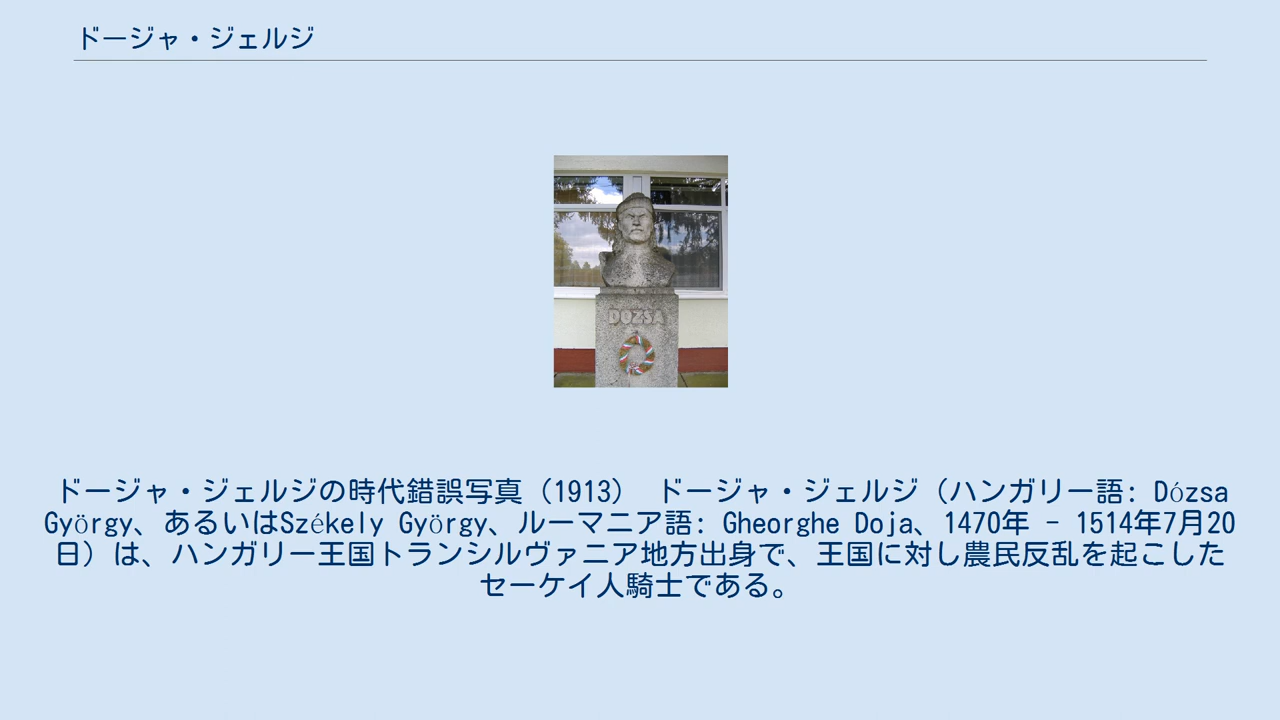 ドージャ・ジェルジ
DÓZSA
ドージャ・ジェルジの時代錯誤写真（1913） ドージャ・ジェルジ（ハンガリー語: Dózsa
György、あるいはSzékely György、ルーマニア語: Gheorghe Doja、1470年 - 1514年7月20
日）は、ハンガリー王国トランシルヴァニア地方出身で、王国に対し農民反乱を起こした
セーケイ人騎士である。